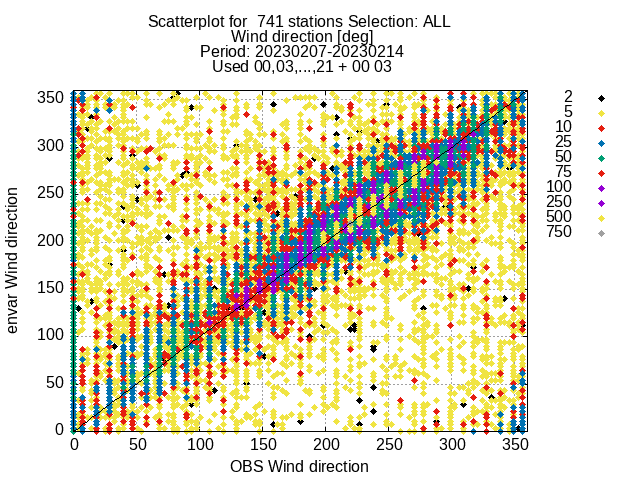 Scatterplot for  741 stations Selection: ALL
Wind direction [deg]
Period: 20230207-20230214
Used 00,03,...,21 + 00 03
envar Wind direction
350
300
250
200
150
100
50
0
0 50 100 150 200 250 300 350
OBS Wind direction
2
5
10
25
50
75
100
250
500
750